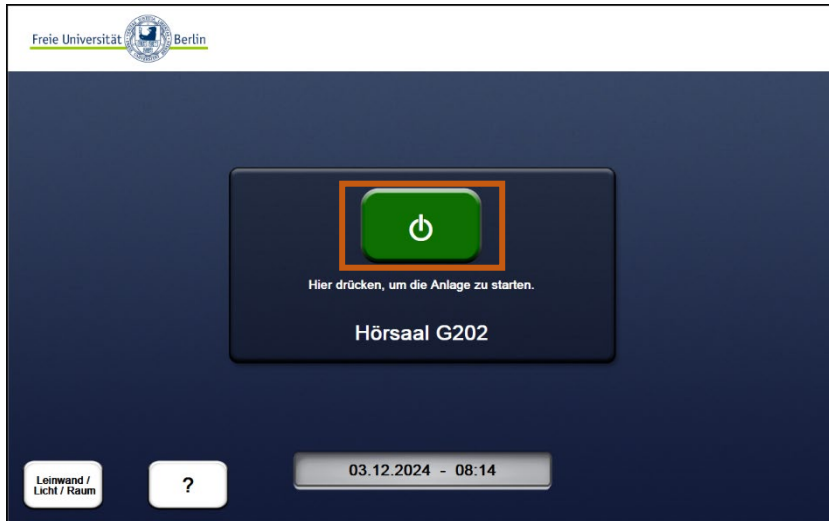 Freie Universität Berlin
Hier drücken, um die Anlage zu starten.
Hörsaal G202
Leinwand /
Licht / Raum
?
03.12.2024 - 08:14